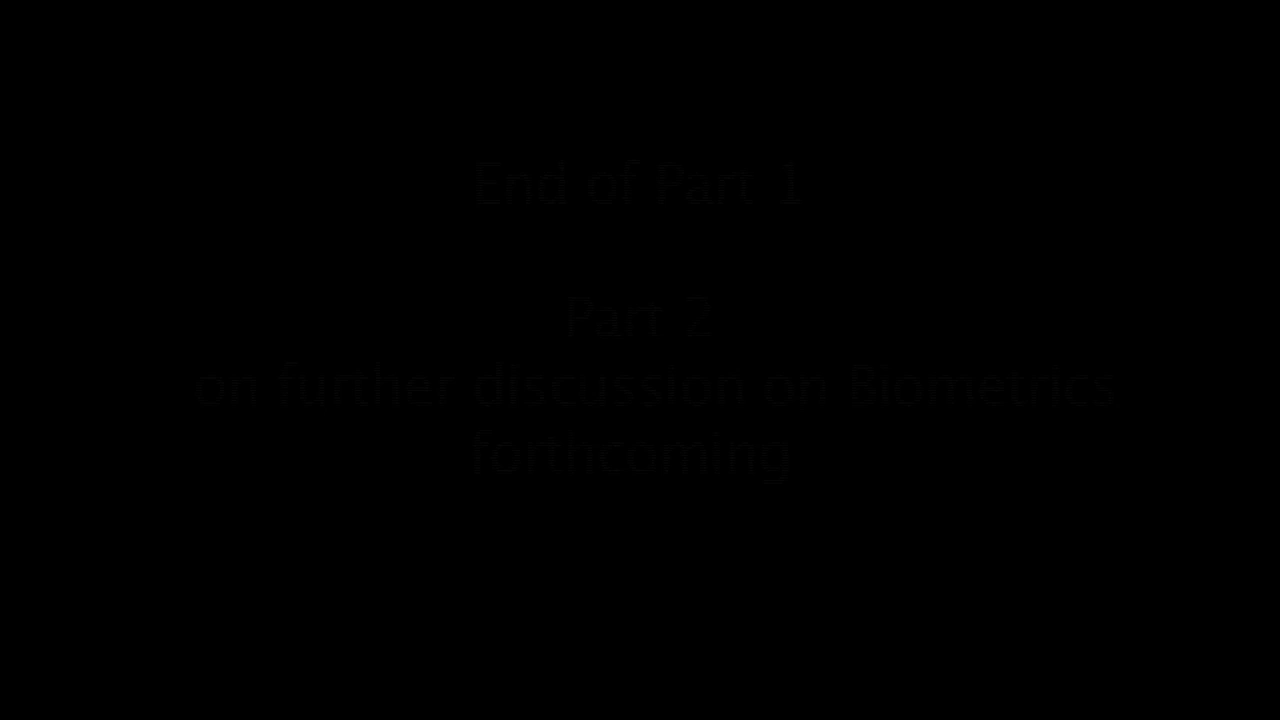 End of Part 1
Part 2
on further discussion on Biometrics
forthcoming